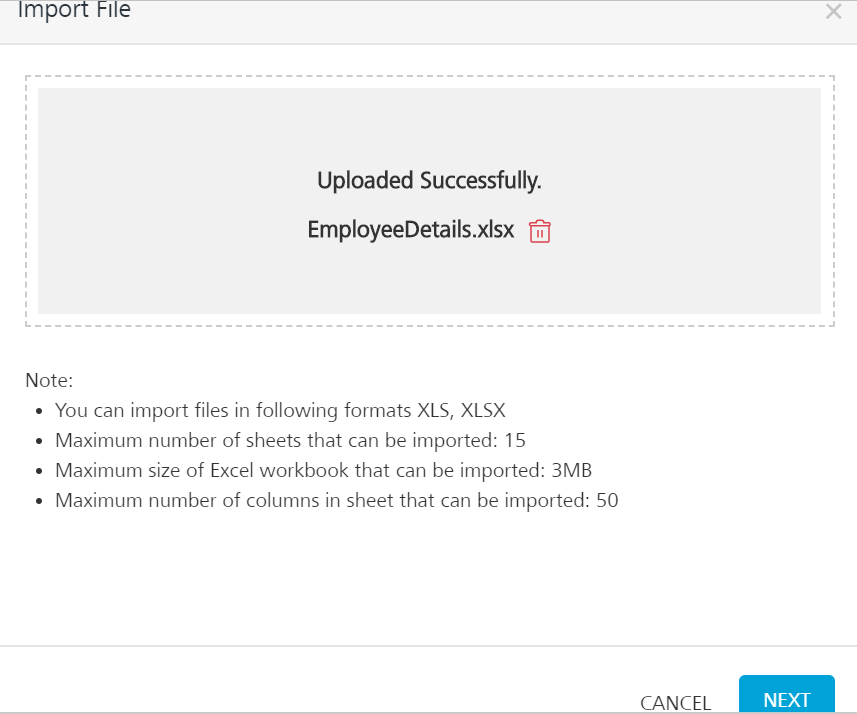 Import File
Uploaded Successfully.
EmployeeDetails.xlsx
Note:
• You can import files in following formats XLS, XLSX
• Maximum number of sheets that can be imported: 15
• Maximum size of Excel workbook that can be imported: 3MB
• Maximum number of columns in sheet that can be imported: 50
CANCEL NEXT